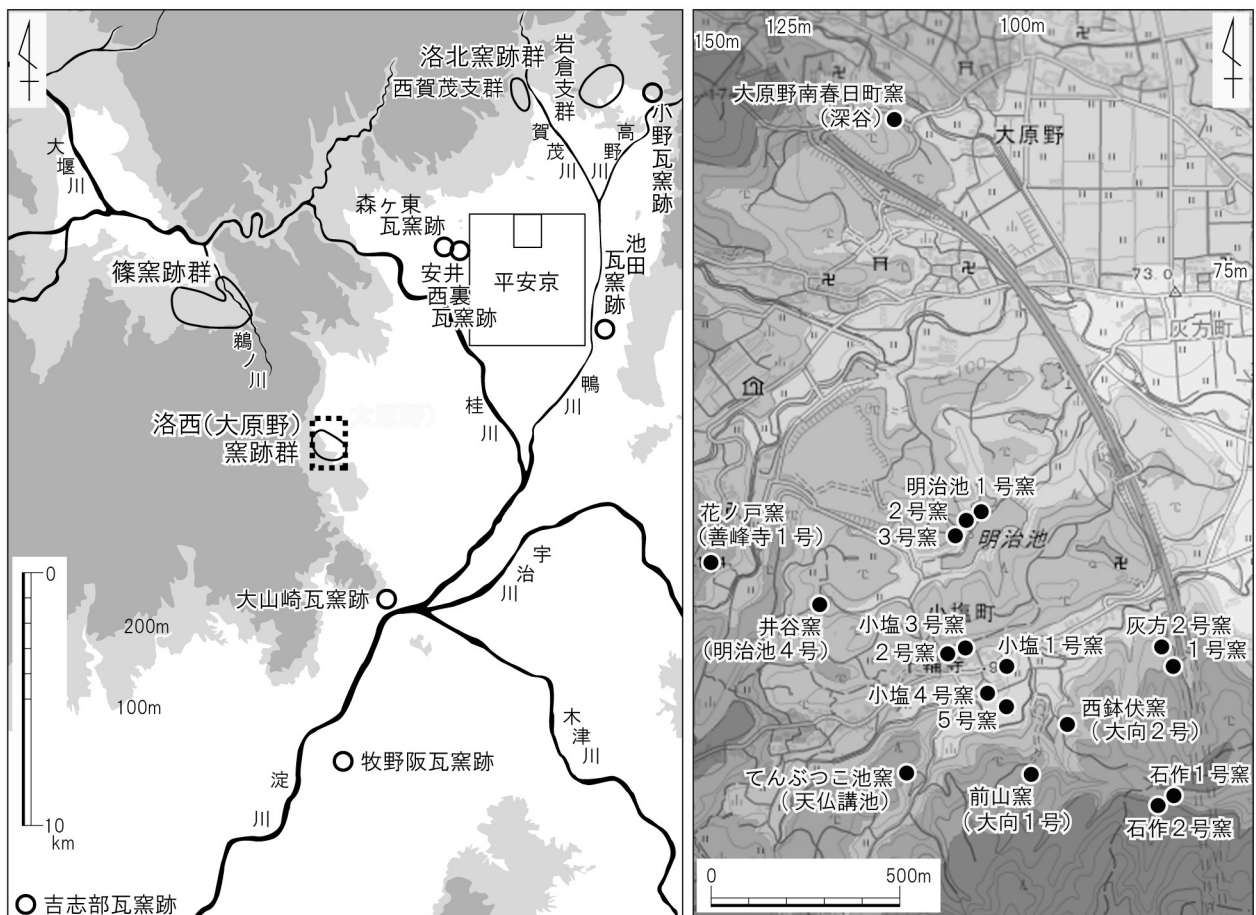 洛北窯跡群
西賀茂支群
岩倉支群
小野瓦窯跡
賀茂川
高野川
大堰川
森ヶ東
瓦窯跡
安井
西裏
瓦窯跡
平安京
池田
瓦窯跡
篠窯跡群
鵜ノ川
桂川
鴨川
洛西(大原野)
窯跡群
宇治川
大山崎瓦窯跡
200m
100m
木津川
淀川
牧野阪瓦窯跡
0
10
km
吉志部瓦窯跡
150m
125m
100m
大原野南春日町窯
(深谷)
大原野
73.0
75m
灰方町
100
明治池1号窯
2号窯
3号窯
明治池
花ノ戸窯
(善峰寺1号)
井谷窯
(明治池4号)
小塩町
小塩3号窯
2号窯
小塩1号窯
灰方2号窯
1号窯
小塩4号窯
5号窯
西鉢伏窯
(大向2号)
てんぶつこ池窯
(天仏講池)
前山窯
(大向1号)
石作1号窯
石作2号窯
0
500m